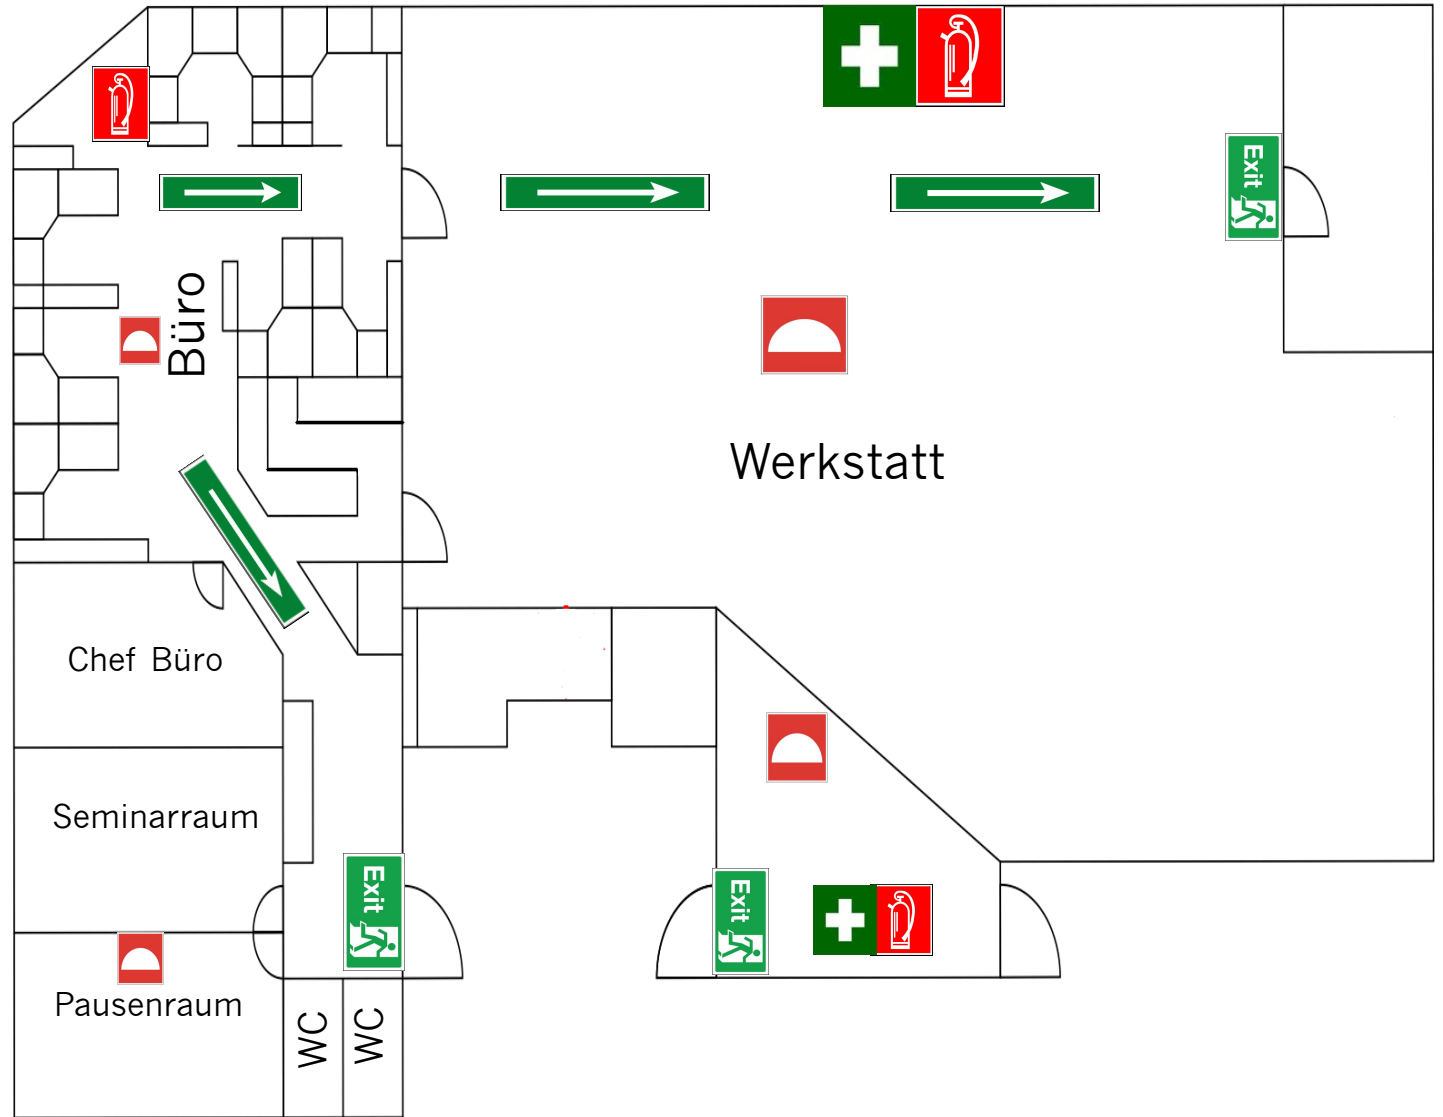 Exit
Büro
Werkstatt
Chef Büro
Seminarraum
Exit
Exit
Pausenraum
WC
WC